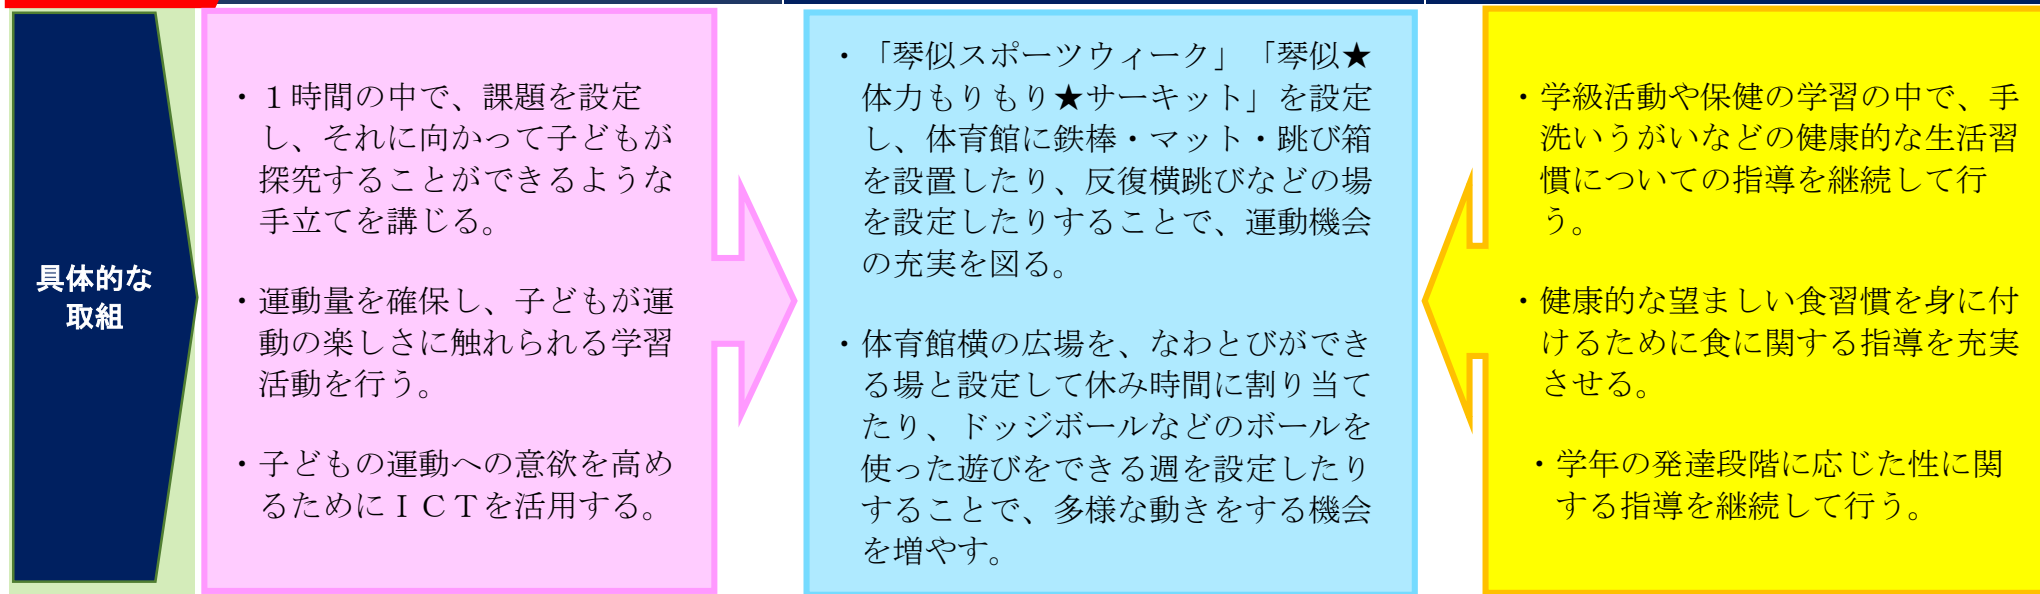 具体的な
取組
・１時間の中で、課題を設定
し、それに向かって子どもが
探究することができるような
手立てを講じる。
・運動量を確保し、子どもが運
動の楽しさに触れられる学習
活動を行う。
・子どもの運動への意欲を高め
るためにＩＣＴを活用する。
・「琴似スポーツウィーク」「琴似★
体力もりもり★サーキット」を設定
し、体育館に鉄棒・マット・跳び箱
を設置したり、反復横跳びなどの場
を設定したりすることで、運動機会
の充実を図る。
・体育館横の広場を、なわとびができ
る場と設定して休み時間に割り当て
たり、ドッジボールなどのボールを
使った遊びをできる週を設定したり
することで、多様な動きをする機会
を増やす。
・学級活動や保健の学習の中で、手
洗いうがいなどの健康的な生活習
慣についての指導を継続して行
う。
・健康的な望ましい食習慣を身に付
けるために食に関する指導を充実
させる。
・学年の発達段階に応じた性に関
する指導を継続して行う。